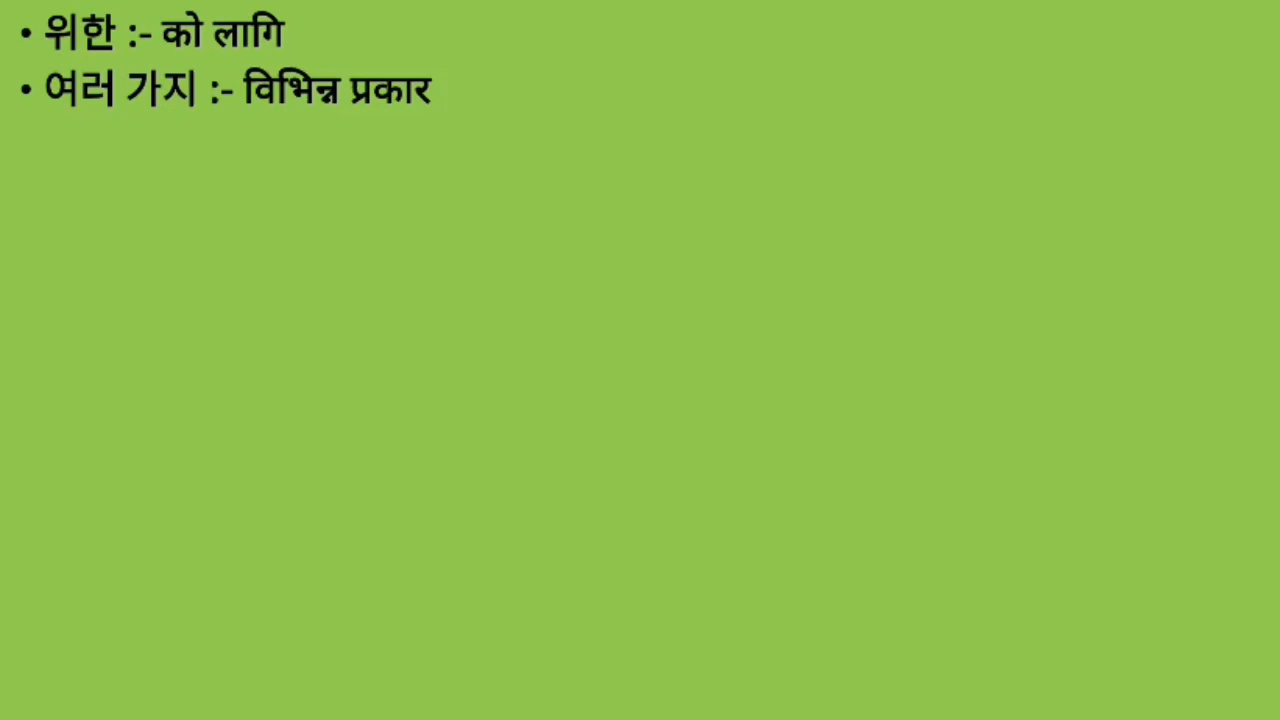 • 위한 :- को लागि
• 여러 가지 :- विभिन्न प्रकार